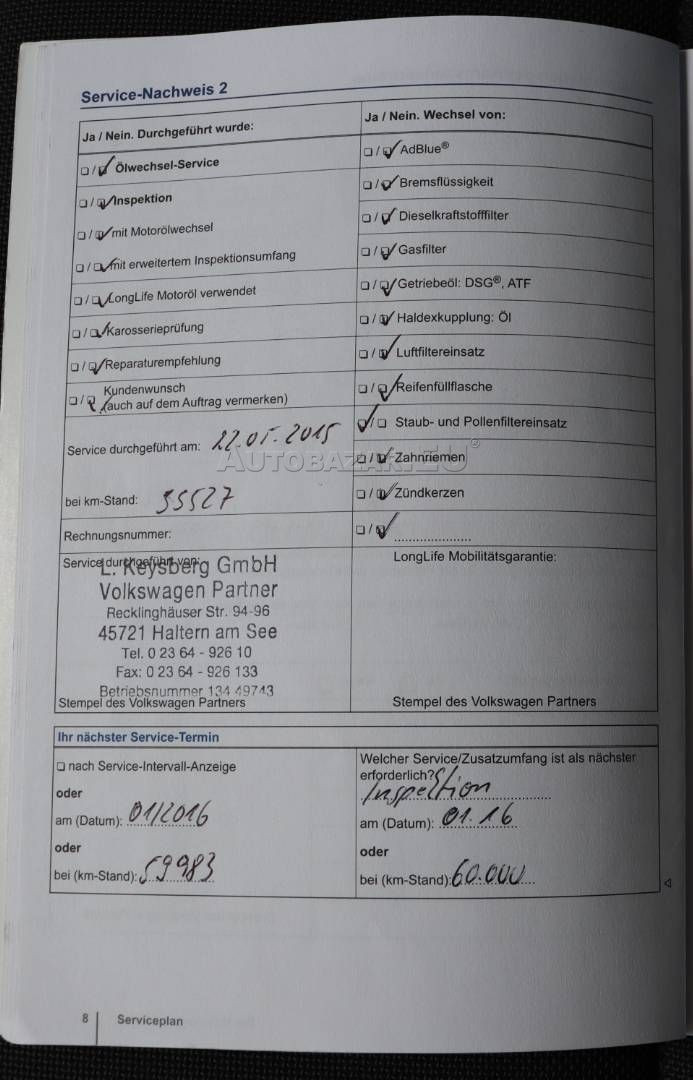 Service-Nachweis 2
Ja / Nein. Durchgeführt wurde:
☐ / ☑ Ölwechsel-Service
☐ / ☑ Inspektion
☐ / ☑ mit Motorölwechsel
☐ / ☑ mit erweitertem Inspektionsumfang
☐ / ☑ LongLife Motoröl verwendet
☐ / ☑ Karosserieprüfung
☐ / ☑ Reparaturempfehlung
☐ / ☑ Kundenwunsch
(auch auf dem Auftrag vermerken)
Service durchgeführt am: 22.05.2015
bei km-Stand: 35527
Rechnungsnummer:
Service durchgeführt von:
L. Keysberg GmbH
Volkswagen Partner
Recklinghäuser Str. 94-96
45721 Haltern am See
Tel. 0 23 64 - 926 10
Fax: 0 23 64 - 926 133
Betriebsnummer 134 49743
Stempel des Volkswagen Partners
Ja / Nein. Wechsel von:
☐ / ☑ AdBlue®
☐ / ☑ Bremsflüssigkeit
☐ / ☑ Dieselkraftstofffilter
☐ / ☑ Gasfilter
☐ / ☑ Getriebeöl: DSG®, ATF
☐ / ☑ Haldexkupplung: Öl
☐ / ☑ Luftfiltereinsatz
☐ / ☑ Reifenfüllflasche
☑ / ☐ Staub- und Pollenfiltereinsatz
☐ / ☑ Zahnriemen
☐ / ☑ Zündkerzen
☐ / ☑ ......................
LongLife Mobilitätsgarantie:
Stempel des Volkswagen Partners
AUTOBAZAR.EU®
Ihr nächster Service-Termin
☐ nach Service-Intervall-Anzeige
oder
am (Datum): 01/2016
oder
bei (km-Stand): 59983
Welcher Service/Zusatzumfang ist als nächster
erforderlich?
Inspektion
am (Datum): 01.16
oder
bei (km-Stand): 60.000
8 Serviceplan